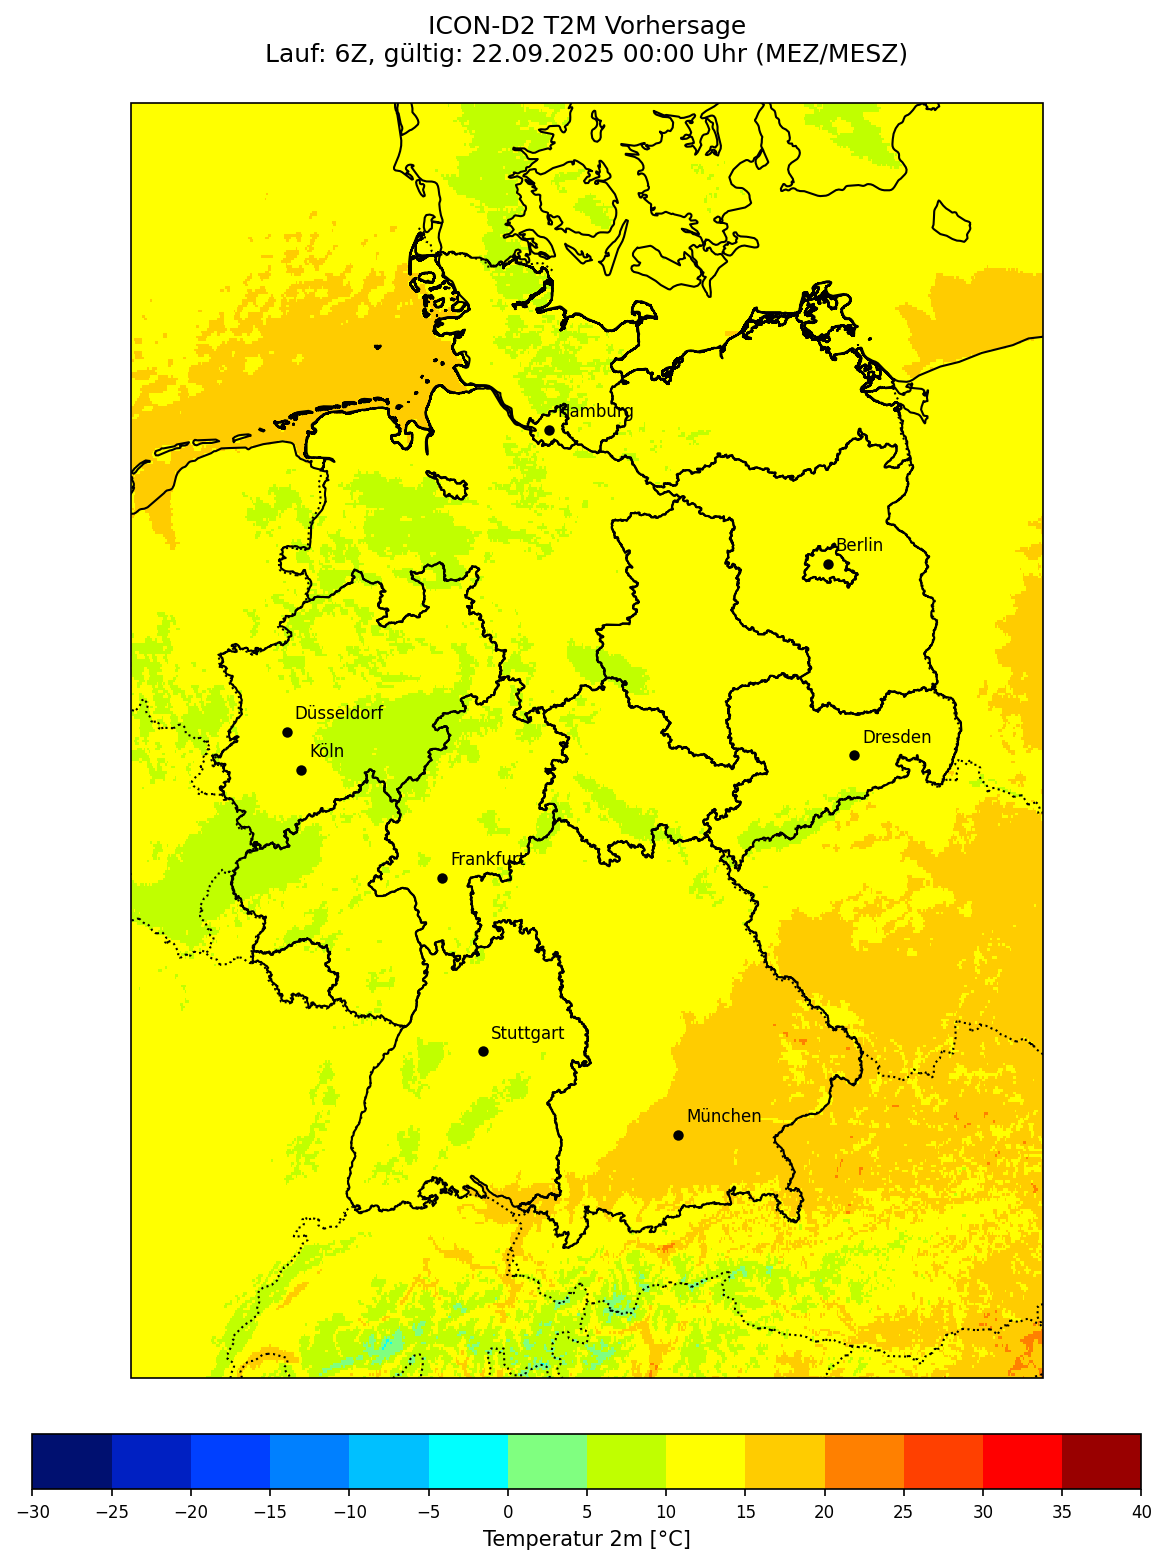 ICON-D2 T2M Vorhersage
Lauf: 6Z, gültig: 22.09.2025 00:00 Uhr (MEZ/MESZ)
Hamburg
Berlin
Düsseldorf
Köln
Dresden
Frankfurt
Stuttgart
München
−30 −25 −20 −15 −10 −5 0 5 10 15 20 25 30 35 40
Temperatur 2m [°C]